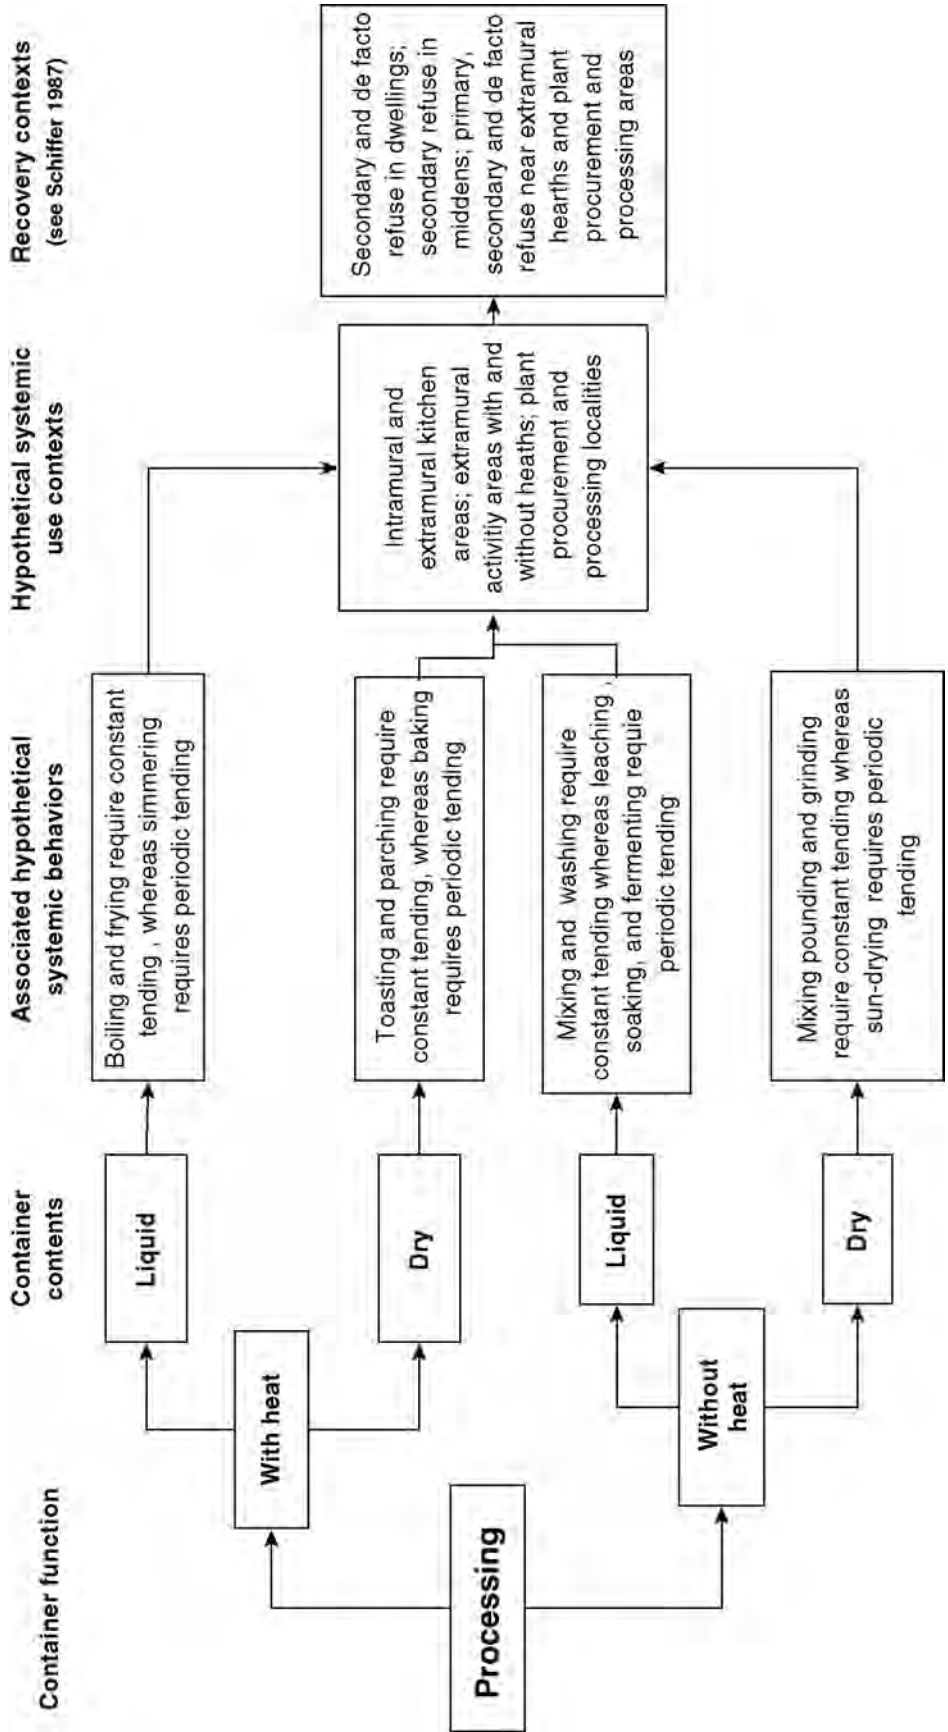 Container function
Container
contents
Associated hypothetical
systemic behaviors
Hypothetical systemic
use contexts
Recovery contexts
(see Schiffer 1987)
Processing
With heat
Without
heat
Liquid
Dry
Liquid
Dry
Boiling and frying require constant
tending , whereas simmering
requires periodic tending
Toasting and parching require
constant tending, whereas baking
requires periodic tending
Mixing and washing require
constant tending whereas leaching ,
soaking, and fermenting requie
periodic tending
Mixing pounding and grinding
require constant tending whereas
sun-drying requires periodic
tending
Intramural and
extramural kitchen
areas; extramural
activitiy areas with and
without heaths; plant
procurement and
processing localities
Secondary and de facto
refuse in dwellings;
secondary refuse in
middens; primary,
secondary and de facto
refuse near extramural
hearths and plant
procurement and
processing areas